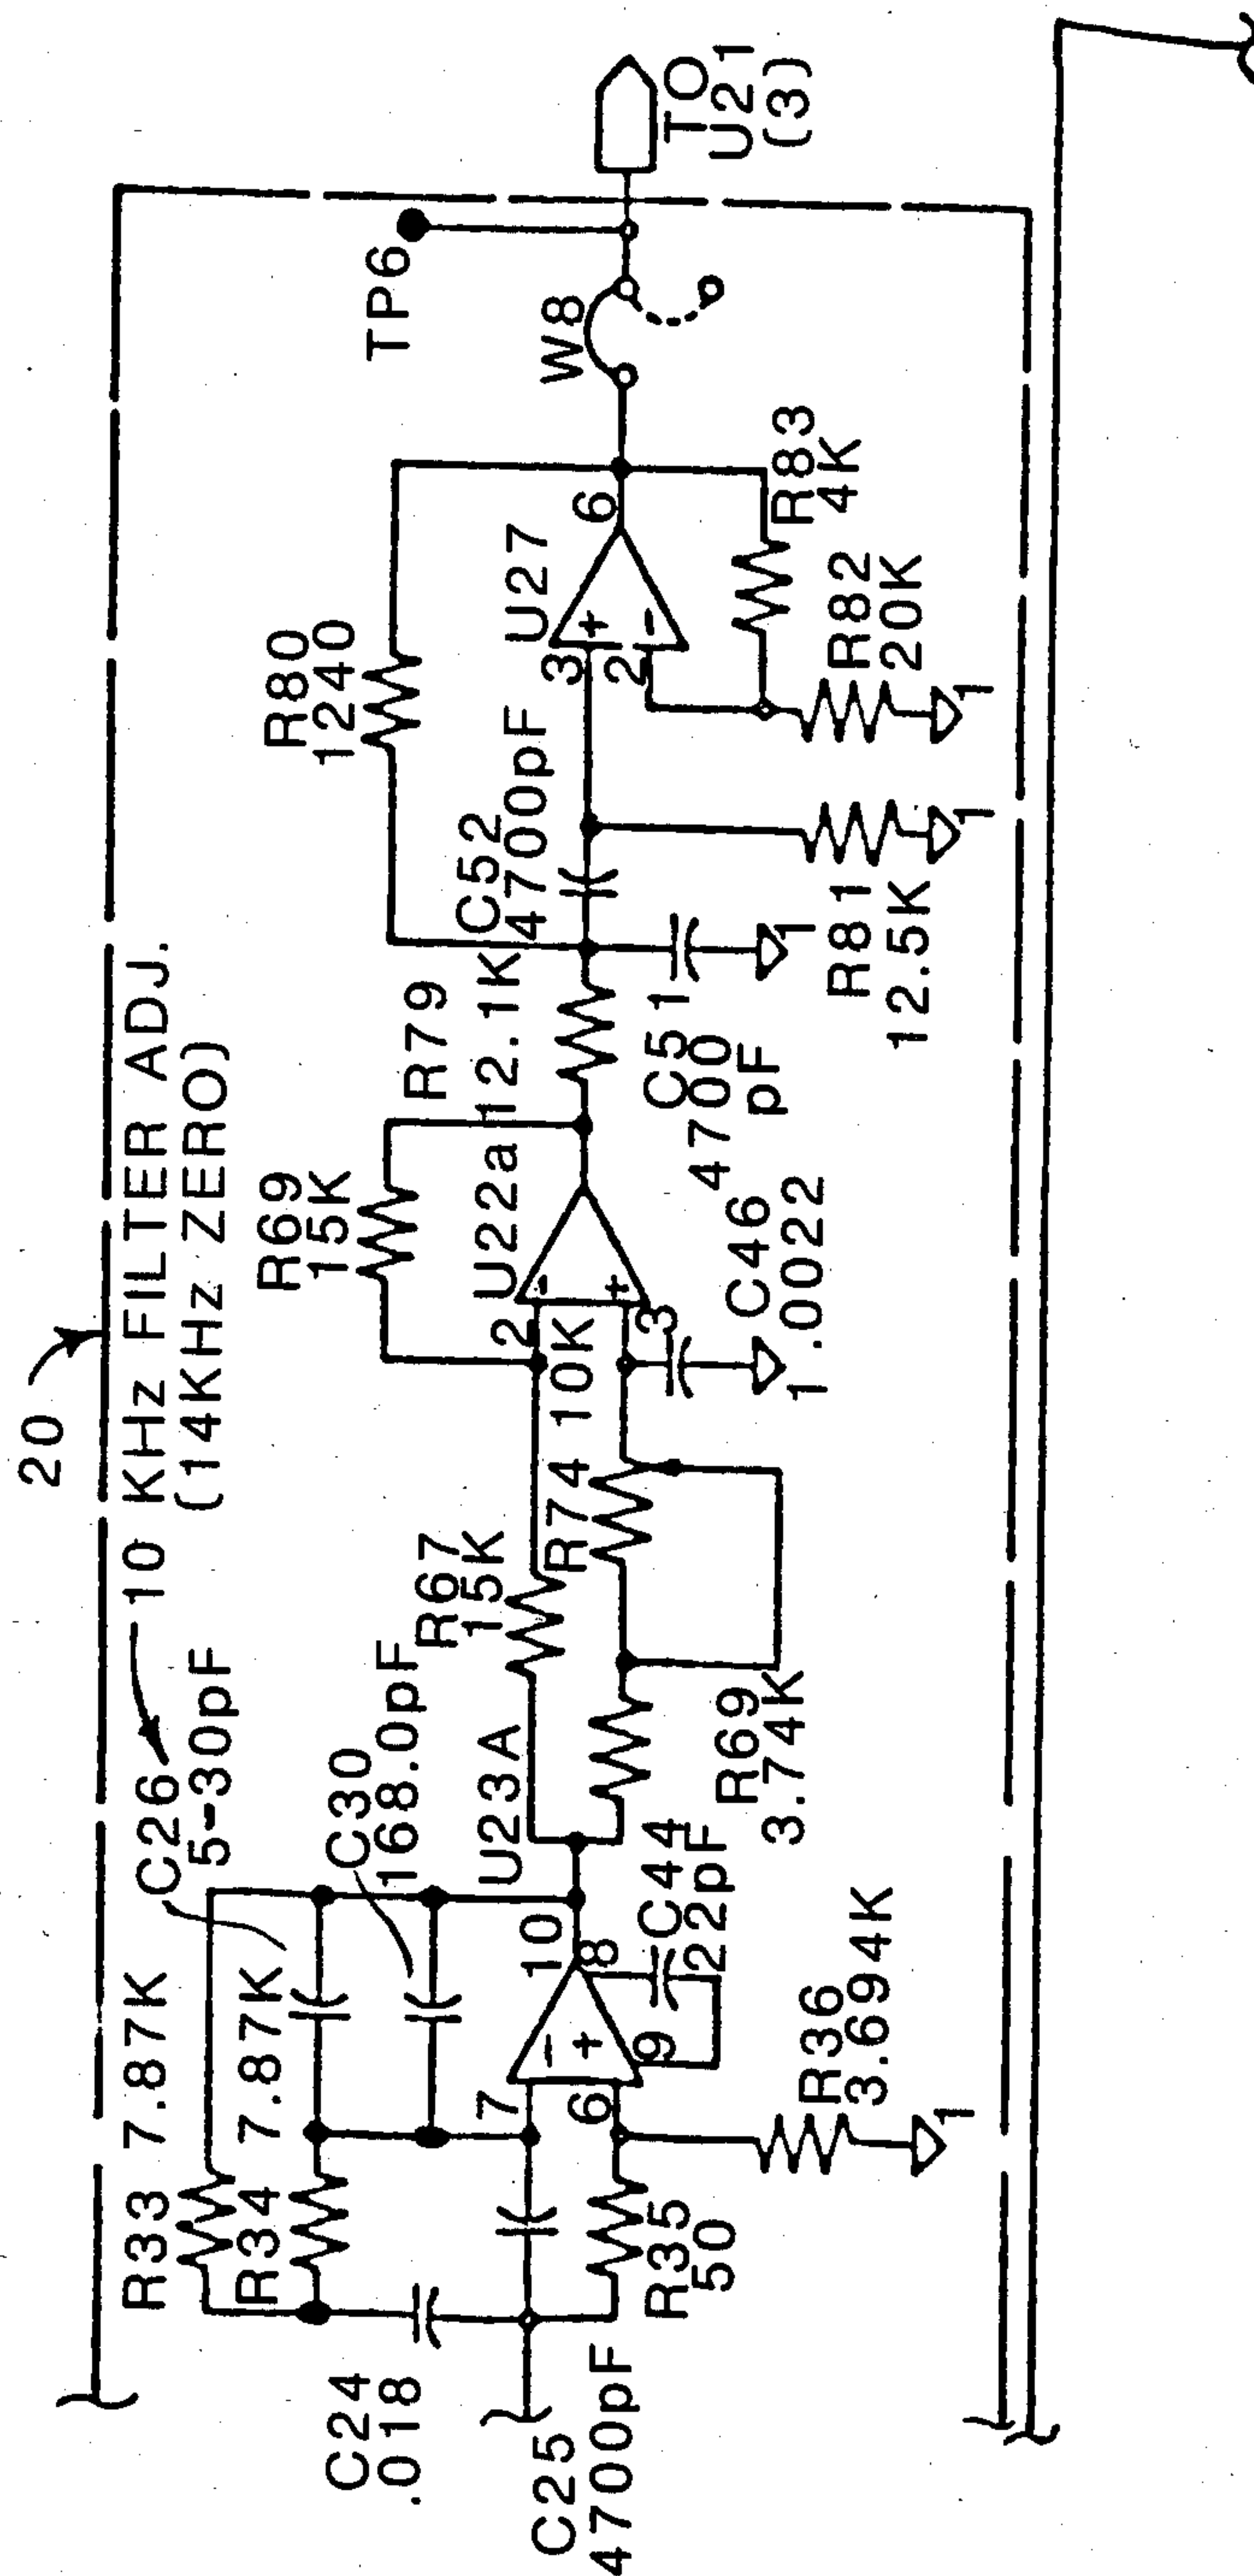 20
10 KHz FILTER ADJ.
(14KHz ZERO)
C26
5-30pF
R33 7.87K
R34 7.87K
C30
168.0pF
C24
.018
C25
4700pF
R35
50
R36
3.694K
1
7
6
-
+
9
8
10
C44
22pF
U23A
R67
15K
R69
3.74K
R74
10K
R69
15K
U22a
2
3
-
+
C46
.0022
1
R79
12.1K
C51
4700
pF
1
C52
4700pF
R80
1240
R81
12.5K
1
U27
3
2
+
-
6
R82
20K
1
R83
4K
W8
TP6
TO
U21
(3)